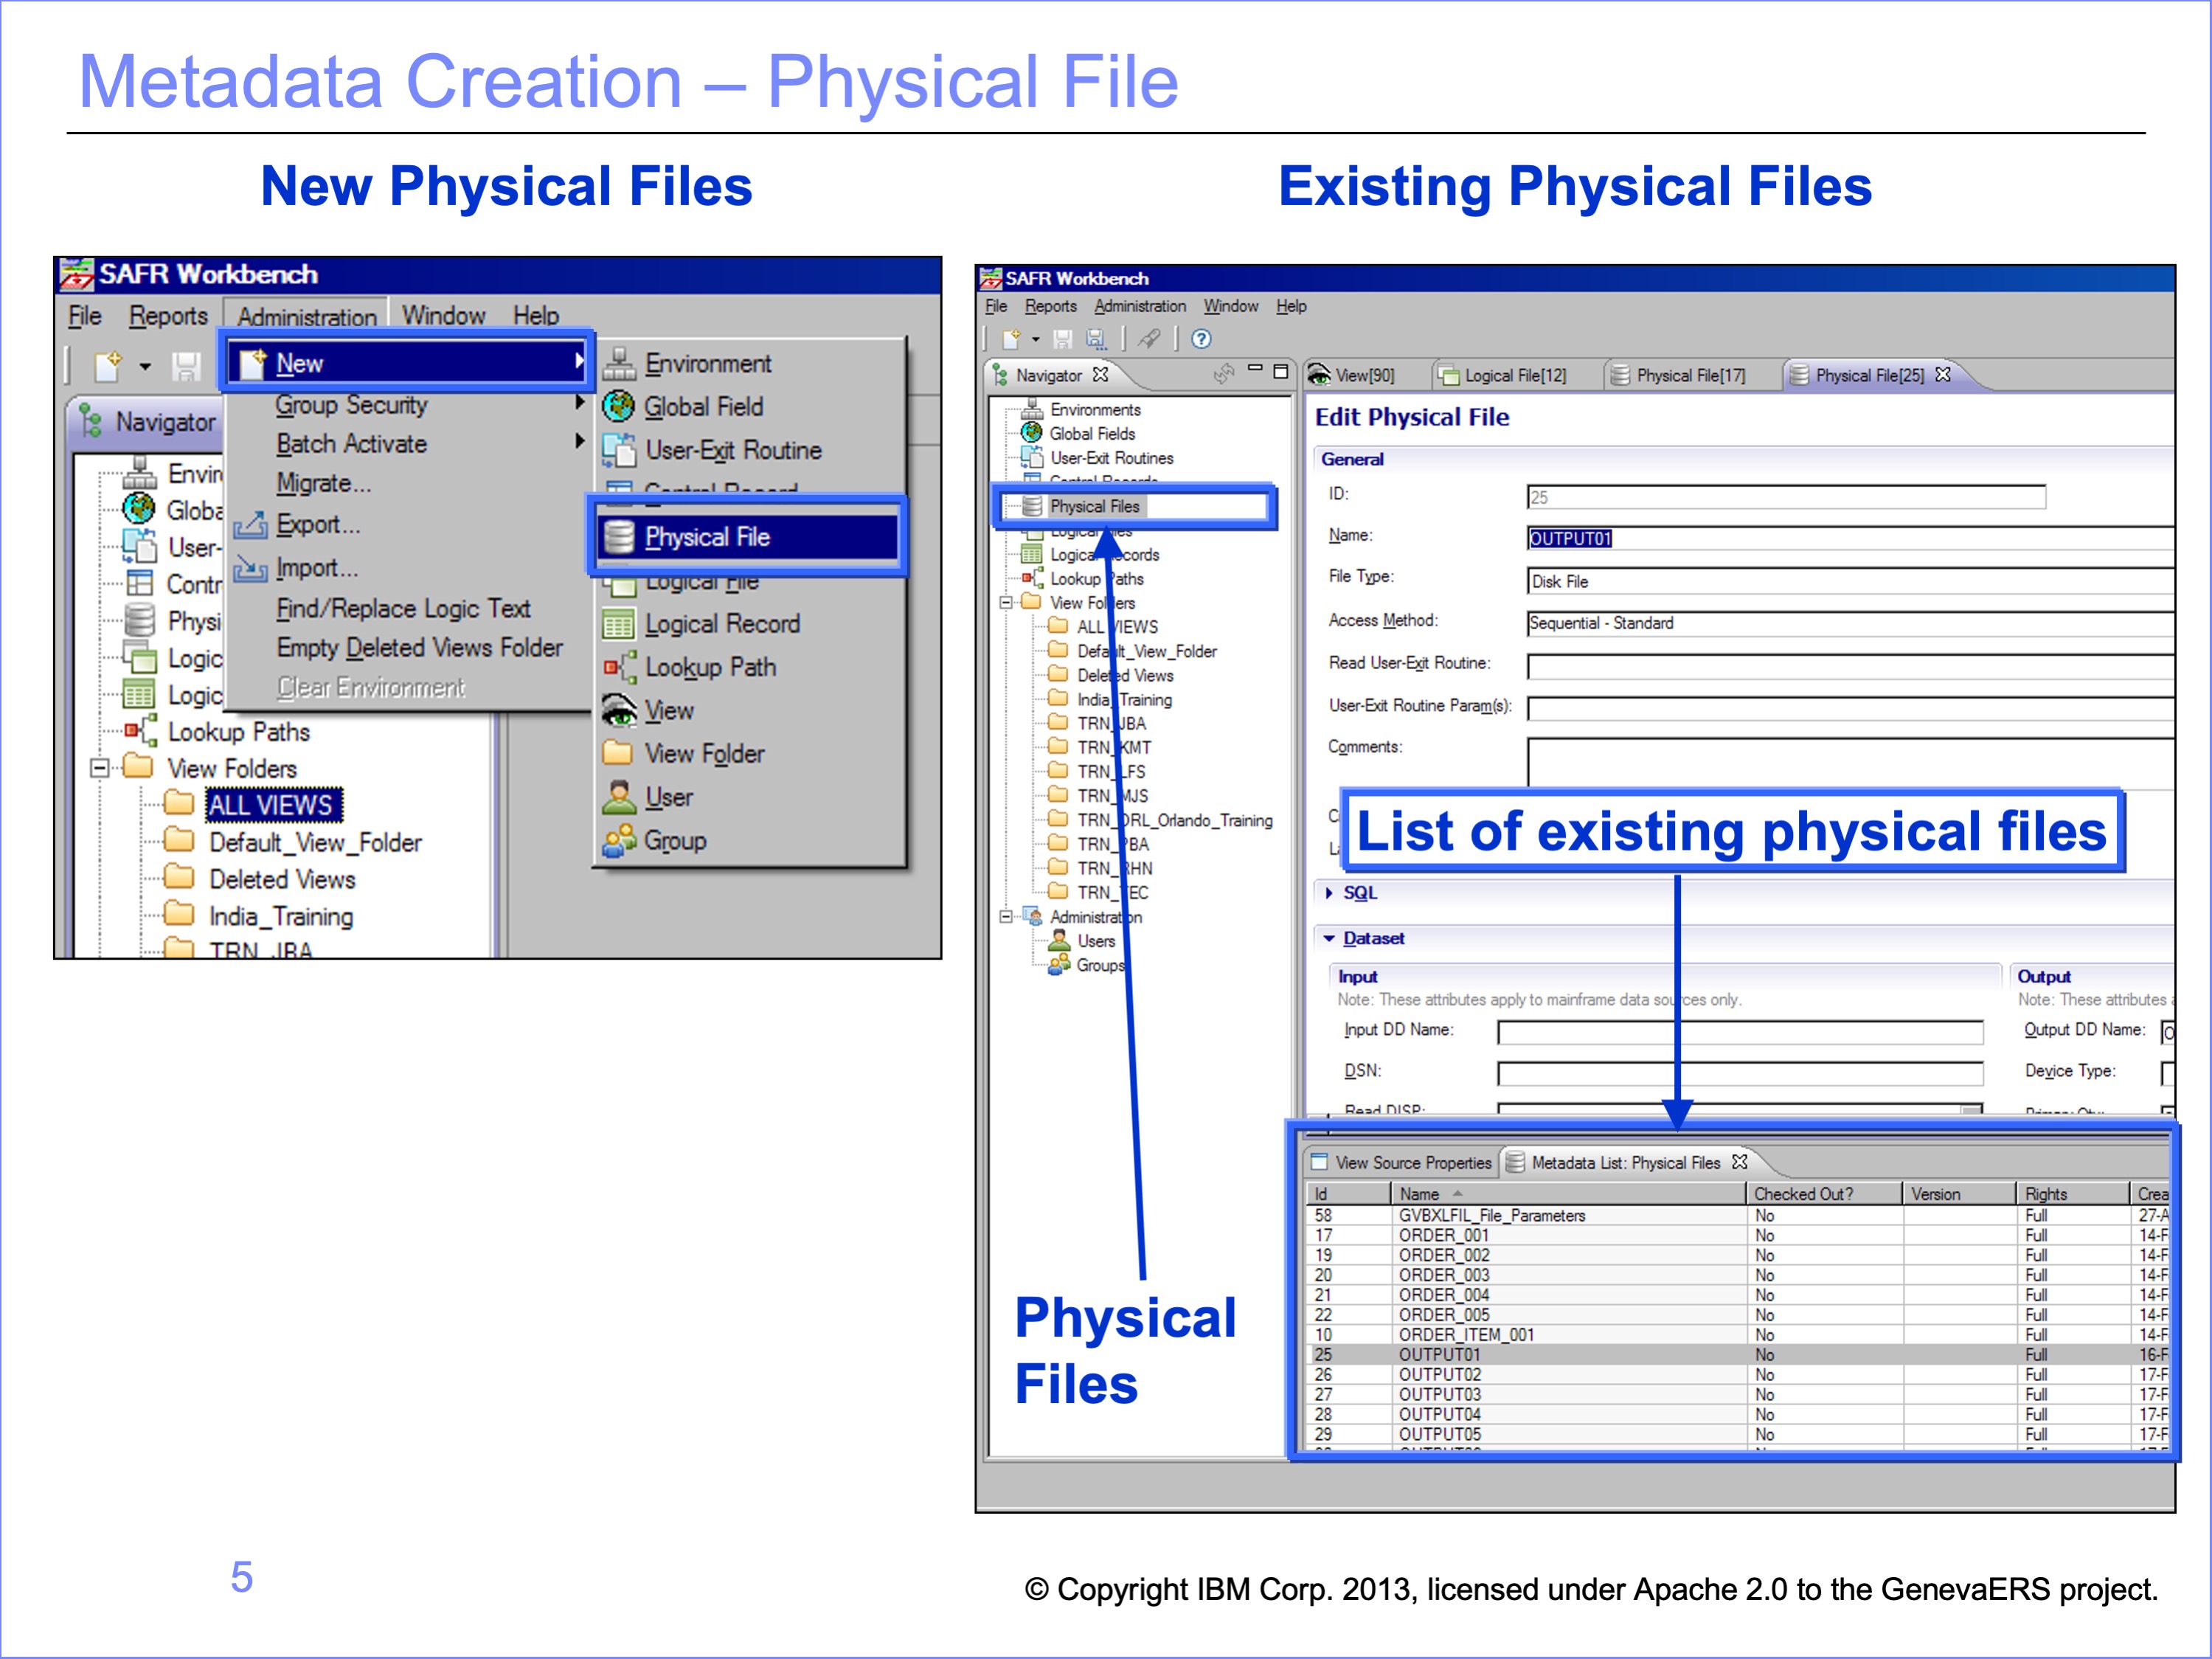 Metadata Creation – Physical File
New Physical Files
Existing Physical Files
SAFR Workbench
File Reports Administration Window Help
New
Group Security
Batch Activate
Migrate...
Export...
Import...
Find/Replace Logic Text
Empty Deleted Views Folder
Clear Environment
Environment
Global Field
User-Exit Routine
Control Record
Physical File
Logical File
Logical Record
Lookup Path
View
View Folder
User
Group
Navigator
Lookup Paths
View Folders
ALL VIEWS
Default_View_Folder
Deleted Views
India_Training
TRN_JBA
SAFR Workbench
File Reports Administration Window Help
Navigator
Environments
Global Fields
User-Exit Routines
Control Records
Physical Files
Logical Files
Logical Records
Lookup Paths
View Folders
ALL VIEWS
Default_View_Folder
Deleted Views
India_Training
TRN_JBA
TRN_KMT
TRN_LFS
TRN_MJS
TRN_ORL_Orlando_Training
TRN_PBA
TRN_RHN
TRN_TEC
Administration
Users
Groups
Physical
Files
View[90] Logical File[12] Physical File[17] Physical File[25]
Edit Physical File
General
ID: 25
Name: OUTPUT01
File Type: Disk File
Access Method: Sequential - Standard
Read User-Exit Routine:
User-Exit Routine Param(s):
Comments:
List of existing physical files
SQL
Dataset
Input
Note: These attributes apply to mainframe data sources only.
Input DD Name:
DSN:
Read DISP:
Output
Note: These attributes
Output DD Name: O
Device Type:
Primary Qty:
View Source Properties Metadata List: Physical Files
Id Name Checked Out? Version Rights Crea
58 GVBXLFIL_File_Parameters No Full 27-A
17 ORDER_001 No Full 14-F
19 ORDER_002 No Full 14-F
20 ORDER_003 No Full 14-F
21 ORDER_004 No Full 14-F
22 ORDER_005 No Full 14-F
10 ORDER_ITEM_001 No Full 14-F
25 OUTPUT01 No Full 16-F
26 OUTPUT02 No Full 17-F
27 OUTPUT03 No Full 17-F
28 OUTPUT04 No Full 17-F
29 OUTPUT05 No Full 17-F
5
© Copyright IBM Corp. 2013, licensed under Apache 2.0 to the GenevaERS project.